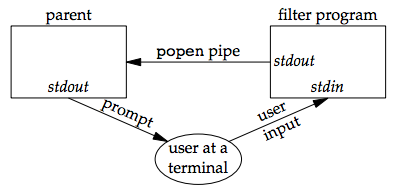 parent
filter program
popen pipe
stdout
stdout
stdin
prompt
user
input
user at a
terminal